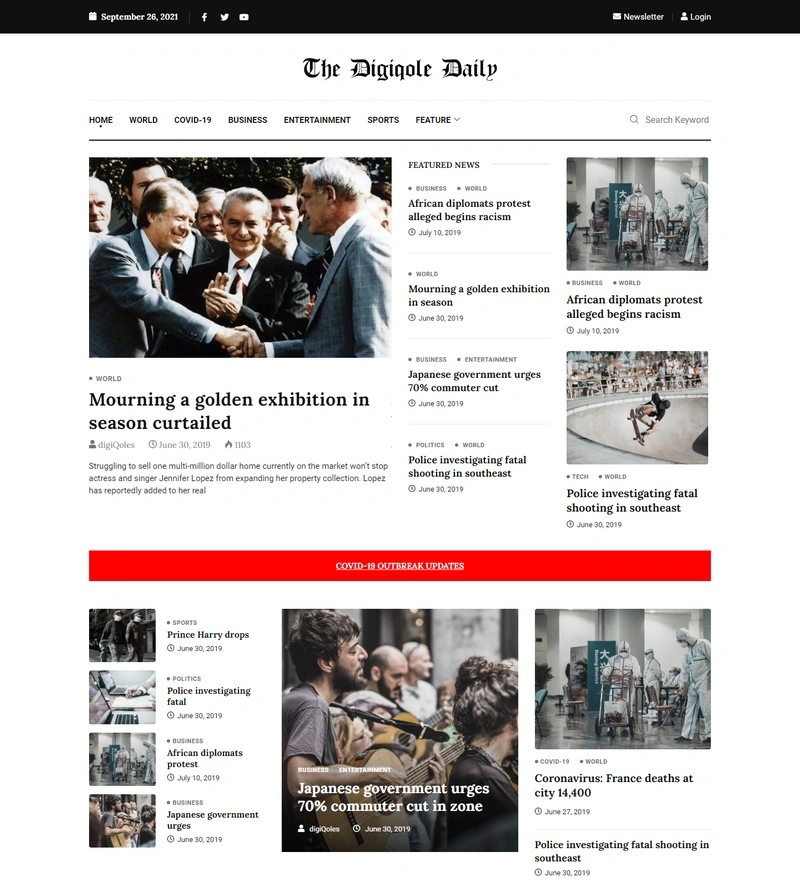 September 26, 2021
Newsletter
Login
The Digiqole Daily
HOME WORLD COVID-19 BUSINESS ENTERTAINMENT SPORTS FEATURE
Search Keyword
WORLD
Mourning a golden exhibition in
season curtailed
digiQoles June 30, 2019 1103
Struggling to sell one multi-million dollar home currently on the market won't stop
actress and singer Jennifer Lopez from expanding her property collection. Lopez
has reportedly added to her real
FEATURED NEWS
BUSINESS WORLD
African diplomats protest
alleged begins racism
July 10, 2019
WORLD
Mourning a golden exhibition
in season
June 30, 2019
BUSINESS ENTERTAINMENT
Japanese government urges
70% commuter cut
June 30, 2019
POLITICS WORLD
Police investigating fatal
shooting in southeast
June 30, 2019
BUSINESS WORLD
African diplomats protest
alleged begins racism
July 10, 2019
TECH WORLD
Police investigating fatal
shooting in southeast
June 30, 2019
COVID-19 OUTBREAK UPDATES
SPORTS
Prince Harry drops
June 30, 2019
POLITICS
Police investigating
fatal
June 30, 2019
BUSINESS
African diplomats
protest
July 10, 2019
BUSINESS
Japanese government
urges
June 30, 2019
BUSINESS ENTERTAINMENT
Japanese government urges
70% commuter cut in zone
digiQoles June 30, 2019
COVID-19 WORLD
Coronavirus: France deaths at
city 14,400
June 27, 2019
Police investigating fatal shooting in
southeast
June 30, 2019